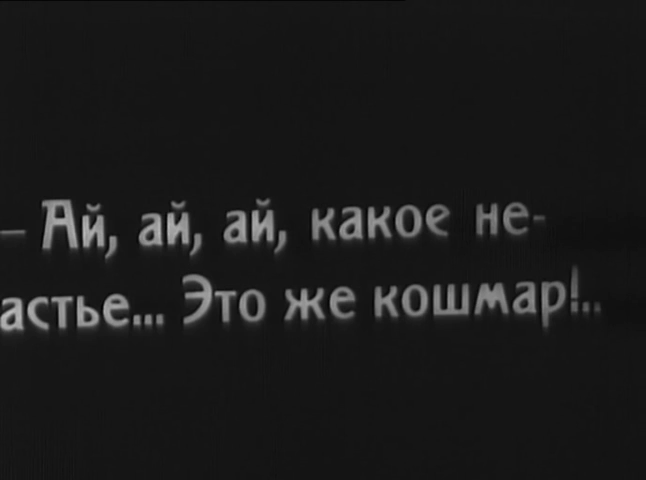 – Ай, ай, ай, какое не-
астье... Это же кошмар!..